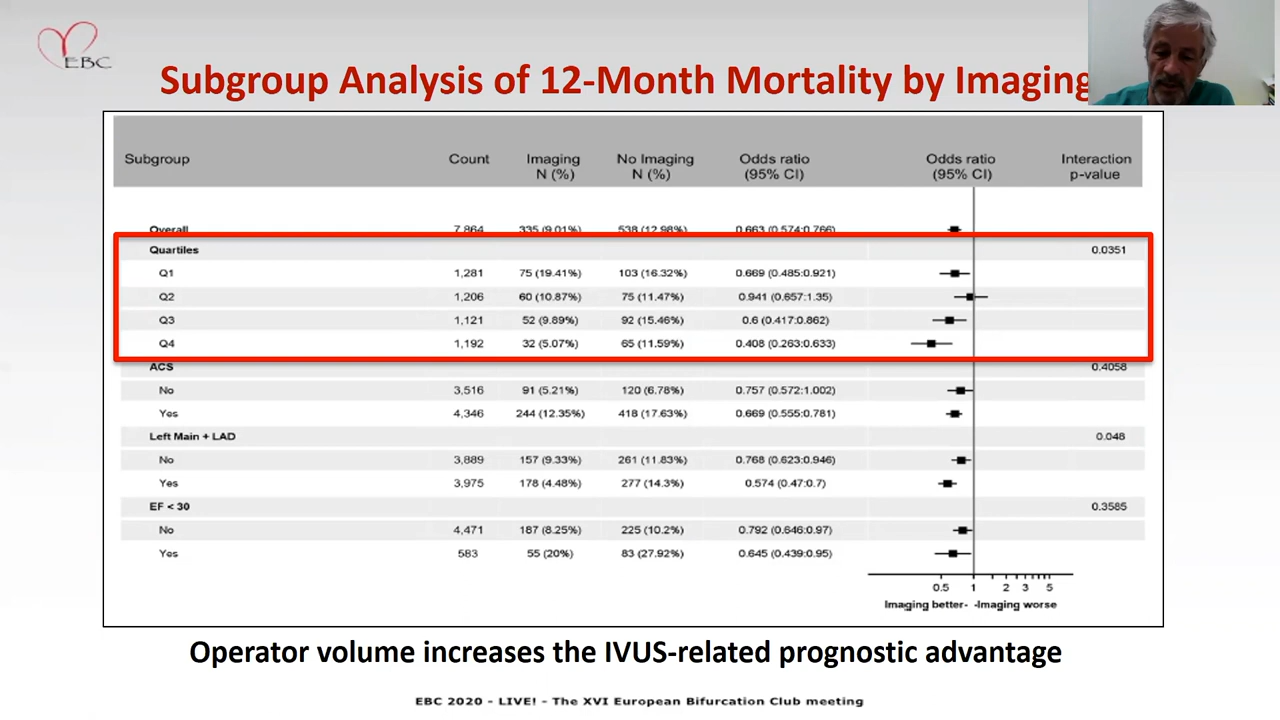 EBC
Subgroup Analysis of 12-Month Mortality by Imaging
Subgroup Count Imaging N (%) No Imaging N (%) Odds ratio (95% CI) Odds ratio (95% CI) Interaction p-value
Overall 7,864 335 (9.01%) 538 (12.98%) 0.663 (0.574:0.766)
Quartiles 0.0351
Q1 1,281 75 (19.41%) 103 (16.32%) 0.669 (0.485:0.921)
Q2 1,206 60 (10.87%) 75 (11.47%) 0.941 (0.657:1.35)
Q3 1,121 52 (9.89%) 92 (15.46%) 0.6 (0.417:0.862)
Q4 1,192 32 (5.07%) 65 (11.59%) 0.408 (0.263:0.633)
ACS 0.4058
No 3,516 91 (5.21%) 120 (6.78%) 0.757 (0.572:1.002)
Yes 4,346 244 (12.35%) 418 (17.63%) 0.669 (0.555:0.781)
Left Main + LAD 0.048
No 3,889 157 (9.33%) 261 (11.83%) 0.768 (0.623:0.946)
Yes 3,975 178 (4.48%) 277 (14.3%) 0.574 (0.47:0.7)
EF < 30 0.3585
No 4,471 187 (8.25%) 225 (10.2%) 0.792 (0.646:0.97)
Yes 583 55 (20%) 83 (27.92%) 0.645 (0.439:0.95)
0.5 1 2 3 5
Imaging better- -Imaging worse
Operator volume increases the IVUS-related prognostic advantage
EBC 2020 - LIVE! - The XVI European Bifurcation Club meeting